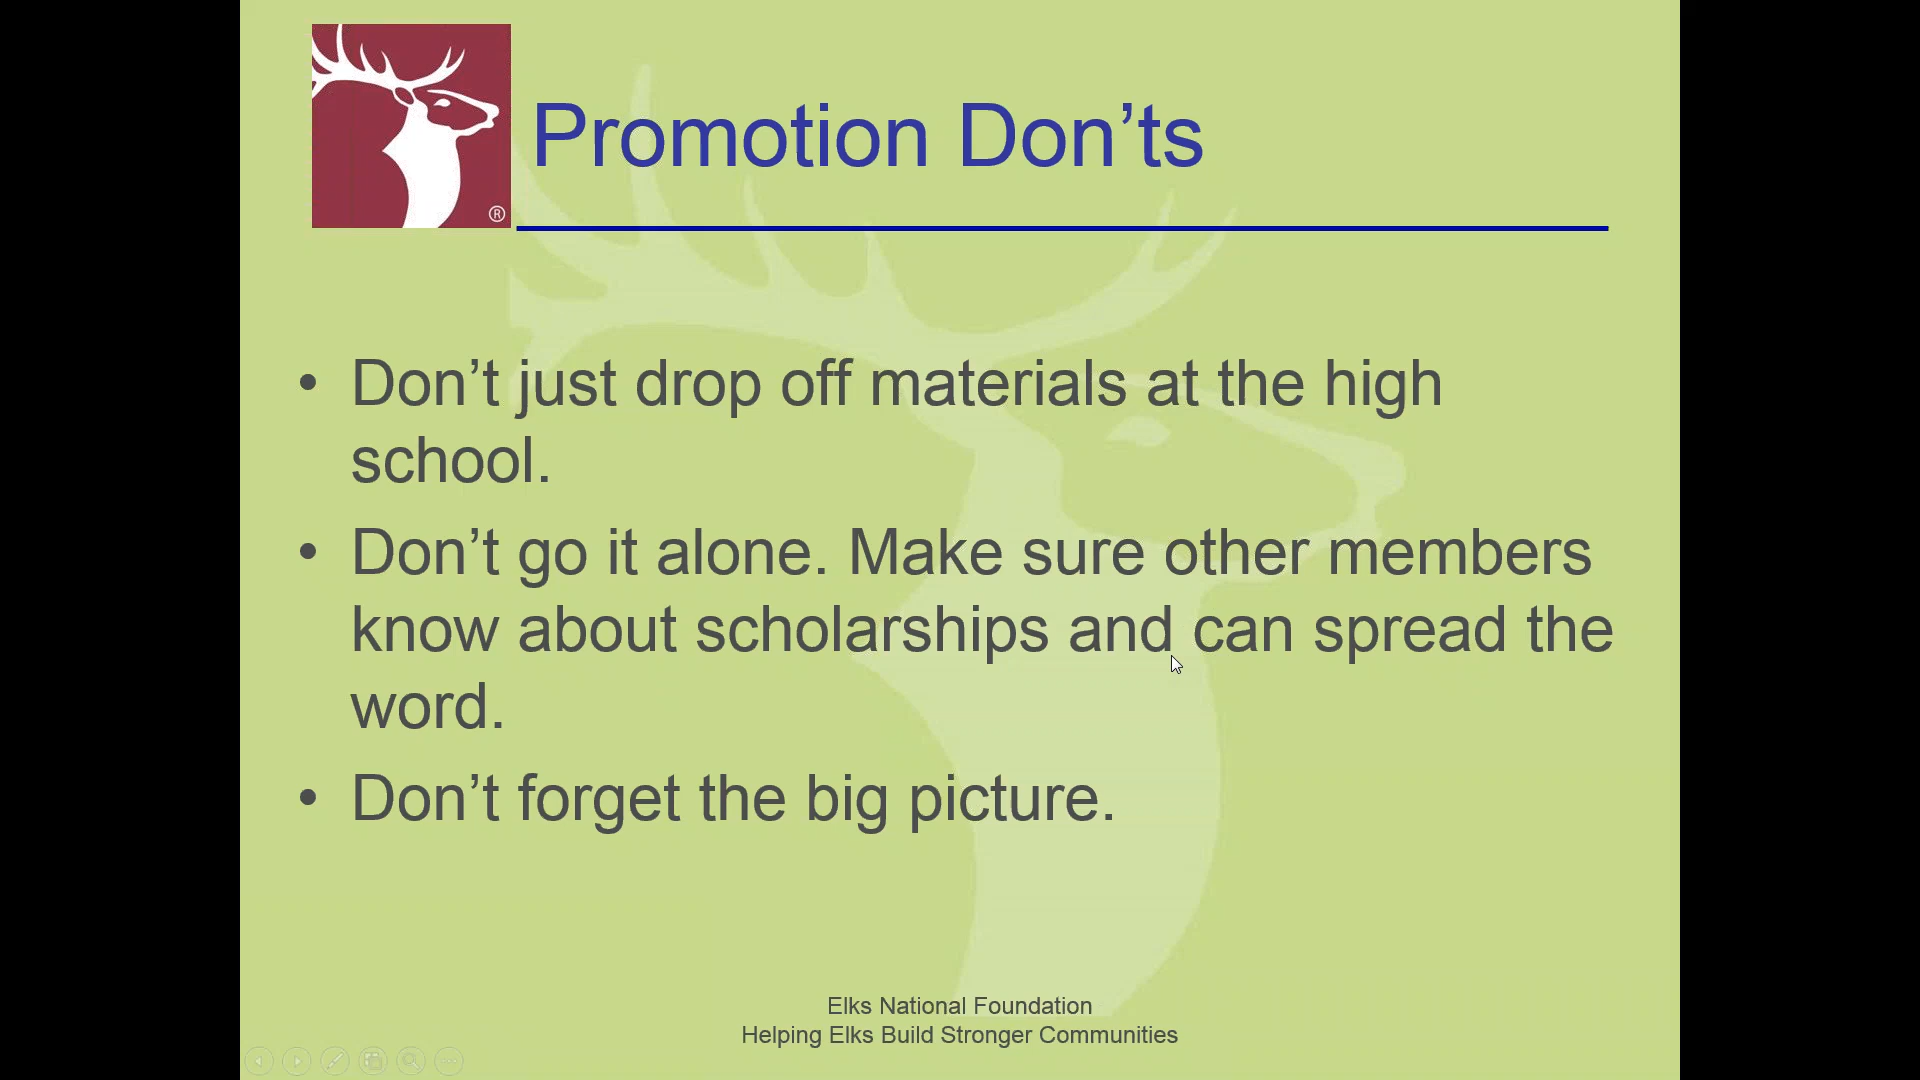 ®
Promotion Don’ts
• Don’t just drop off materials at the high
school.
• Don’t go it alone. Make sure other members
know about scholarships and can spread the
word.
• Don’t forget the big picture.
Elks National Foundation
Helping Elks Build Stronger Communities